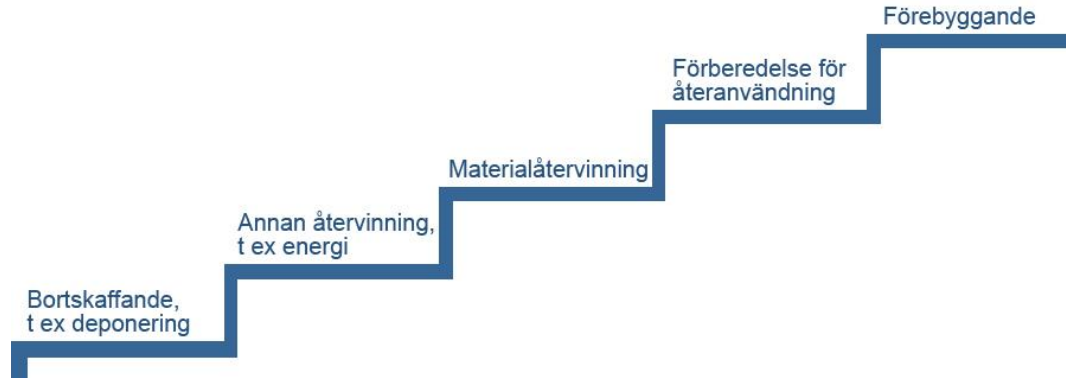 Förebyggande
Förberedelse för
återanvändning
Materialåtervinning
Annan återvinning,
t ex energi
Bortskaffande,
t ex deponering